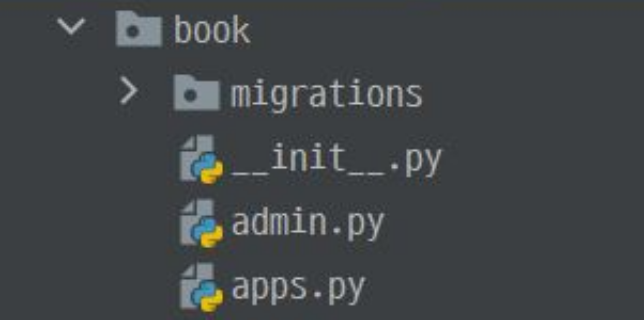 book
migrations
__init__.py
admin.py
apps.py